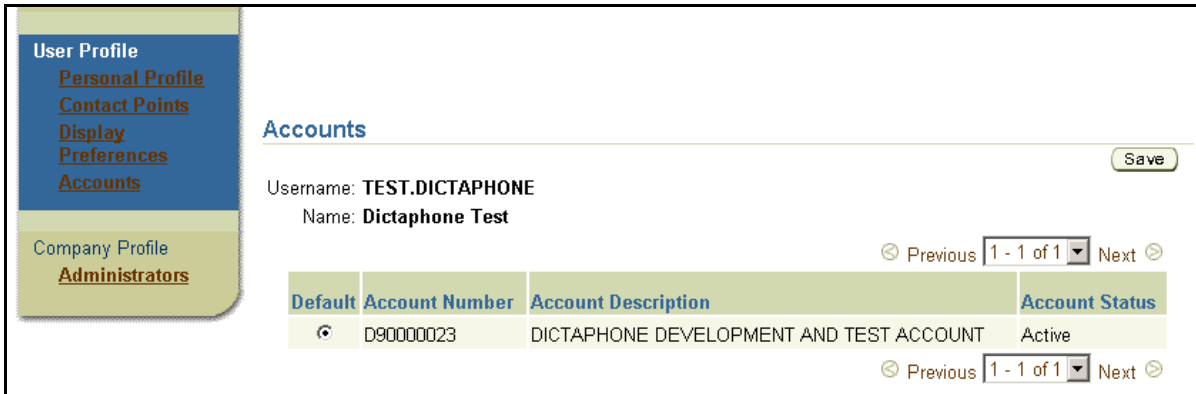 User Profile
Personal Profile
Contact Points
Display
Preferences
Accounts
Company Profile
Administrators
Accounts
Save
Username: TEST.DICTAPHONE
Name: Dictaphone Test
Previous 1 - 1 of 1 Next
Default Account Number Account Description Account Status
D90000023 DICTAPHONE DEVELOPMENT AND TEST ACCOUNT Active
Previous 1 - 1 of 1 Next